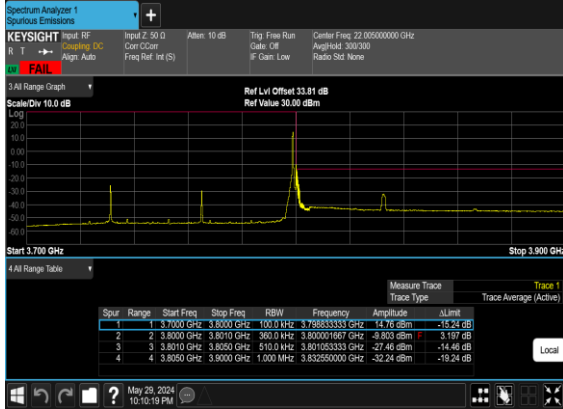 Spectrum Analyzer 1
Spurious Emissions
KEYSIGHT Input: RF Input Z: 50 Ω Atten: 10 dB Trig: Free Run Center Freq: 22.005000000 GHz
R T Coupling: DC Corr CCorr Gate: Off Avg|Hold: 300/300
Align: Auto Freq Ref: Int (S) IF Gain: Low Radio Std: None
FAIL
3 All Range Graph
Ref Lvl Offset 33.81 dB
Scale/Div 10.0 dB Ref Value 30.00 dBm
Log
20.0
10.0
0.00
-10.0
-20.0
-30.0
-40.0
-50.0
-60.0
Start 3.700 GHz Stop 3.900 GHz
4 All Range Table
Measure Trace Trace 1
Trace Type Trace Average (Active)
Spur Range Start Freq Stop Freq RBW Frequency Amplitude ΔLimit
1 1 3.7000 GHz 3.8000 GHz 100.0 kHz 3.798833333 GHz 14.76 dBm -15.24 dB
2 2 3.8000 GHz 3.8010 GHz 360.0 kHz 3.800001667 GHz -9.803 dBm F 3.197 dB
3 3 3.8010 GHz 3.8050 GHz 510.0 kHz 3.801053333 GHz -27.46 dBm -14.46 dB
4 4 3.8050 GHz 3.9000 GHz 1.000 MHz 3.832550000 GHz -32.24 dBm -19.24 dB
Local
May 29, 2024
10:10:19 PM